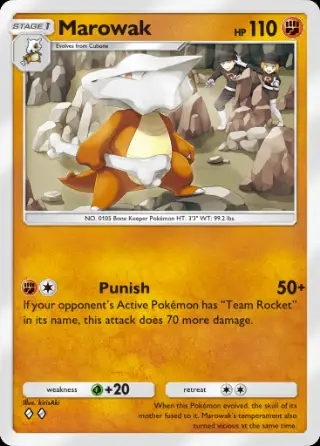 STAGE 1
Marowak
HP 110
Evolves from Cubone
NO. 0105 Bone Keeper Pokémon HT: 3'3" WT: 99.2 lbs
Punish 50+
If your opponent's Active Pokémon has "Team Rocket"
in its name, this attack does 70 more damage.
weakness +20
retreat
Illus. kirisAki
When this Pokémon evolved, the skull of its
mother fused to it. Marowak's temperament also
turned vicious at the same time.